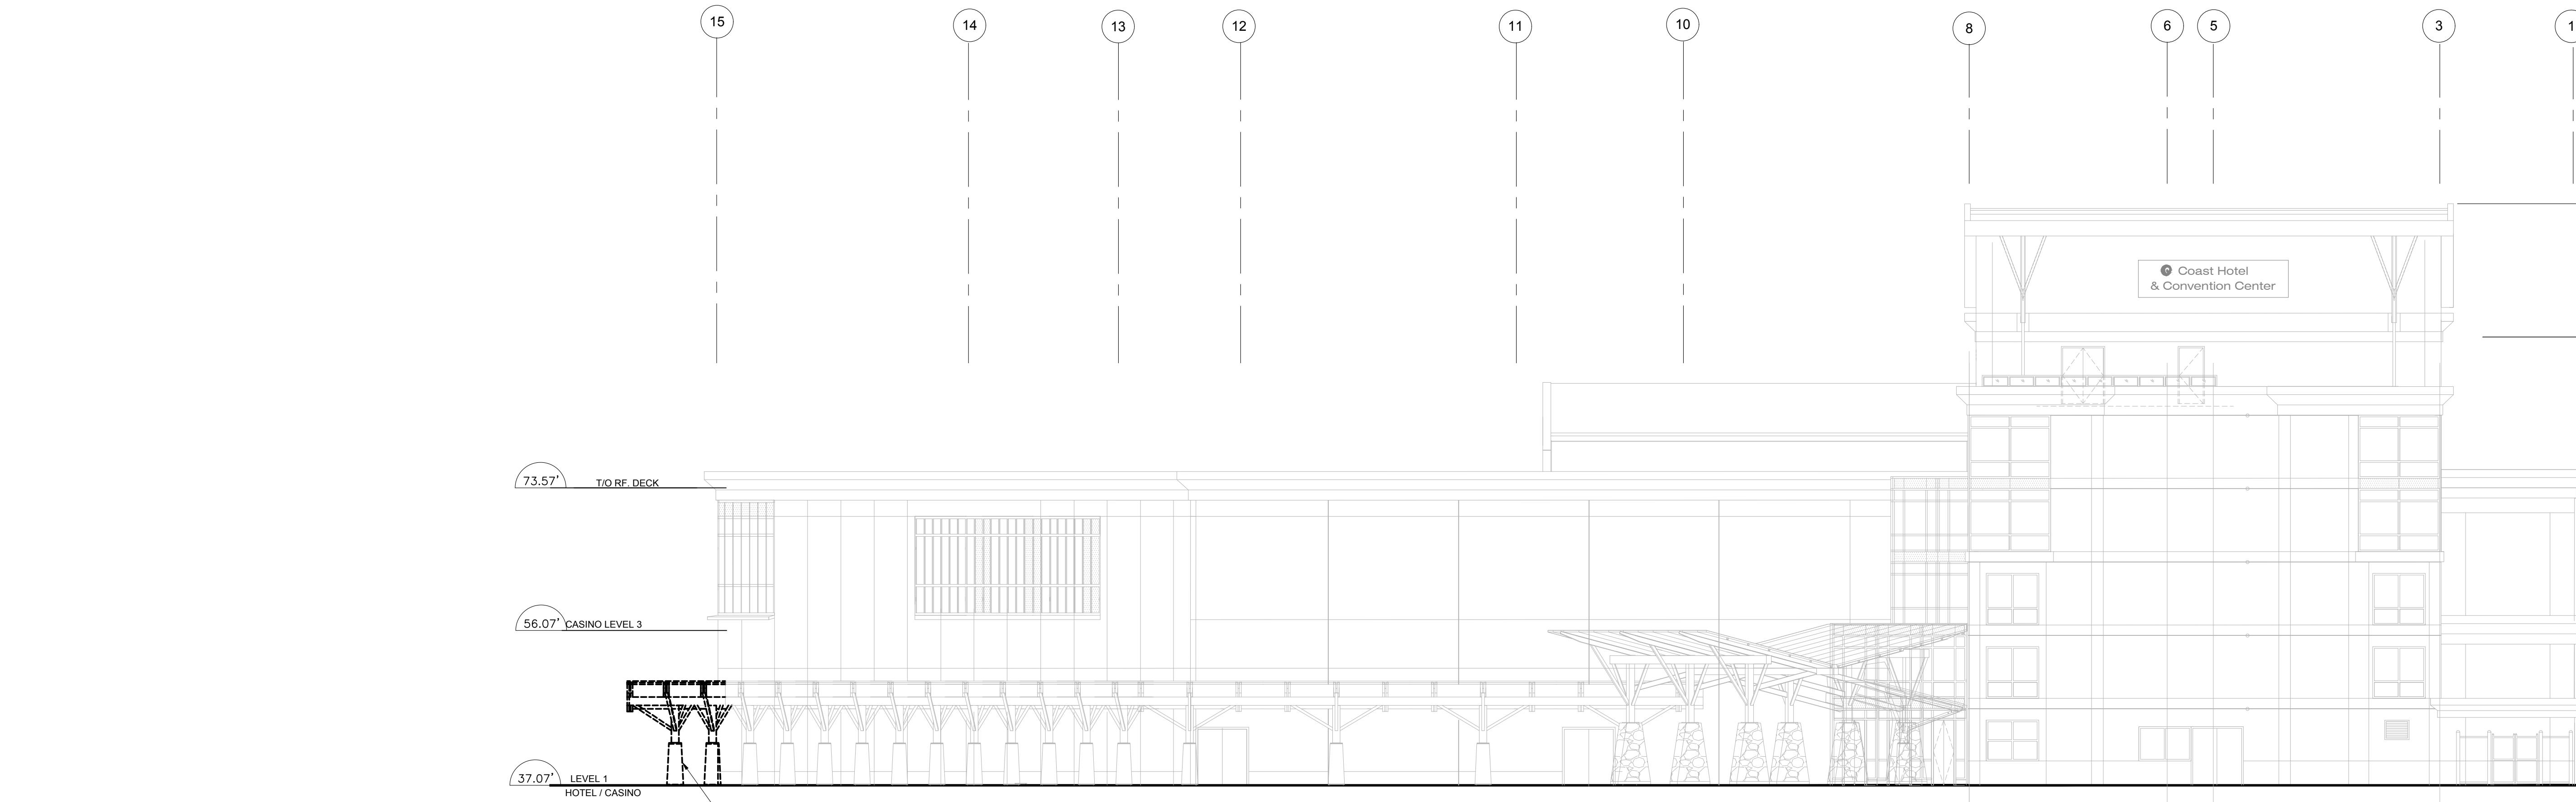 15
14
13
12
11
10
8
6
5
3
1
Coast Hotel
& Convention Center
73.57'
T/O RF. DECK
56.07'
CASINO LEVEL 3
37.07'
LEVEL 1
HOTEL / CASINO